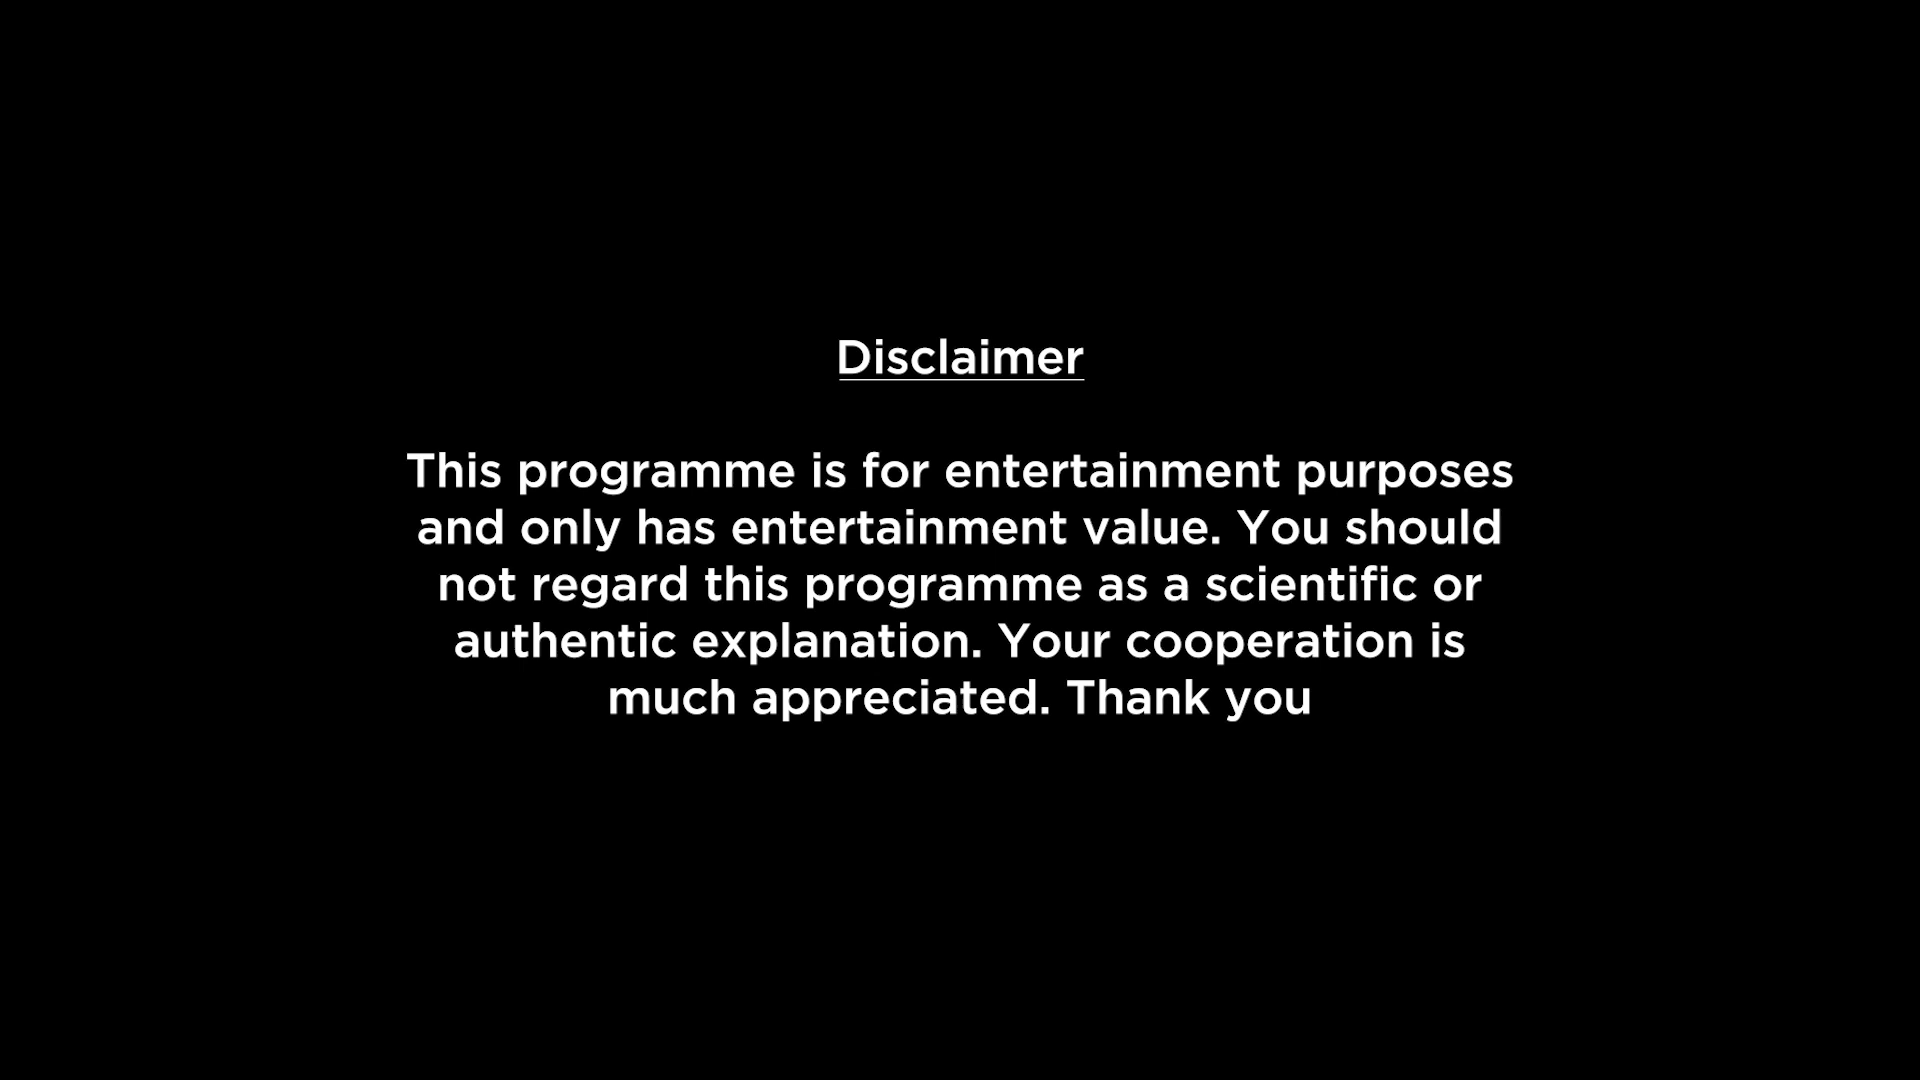 Disclaimer
This programme is for entertainment purposes
and only has entertainment value. You should
not regard this programme as a scientific or
authentic explanation. Your cooperation is
much appreciated. Thank you